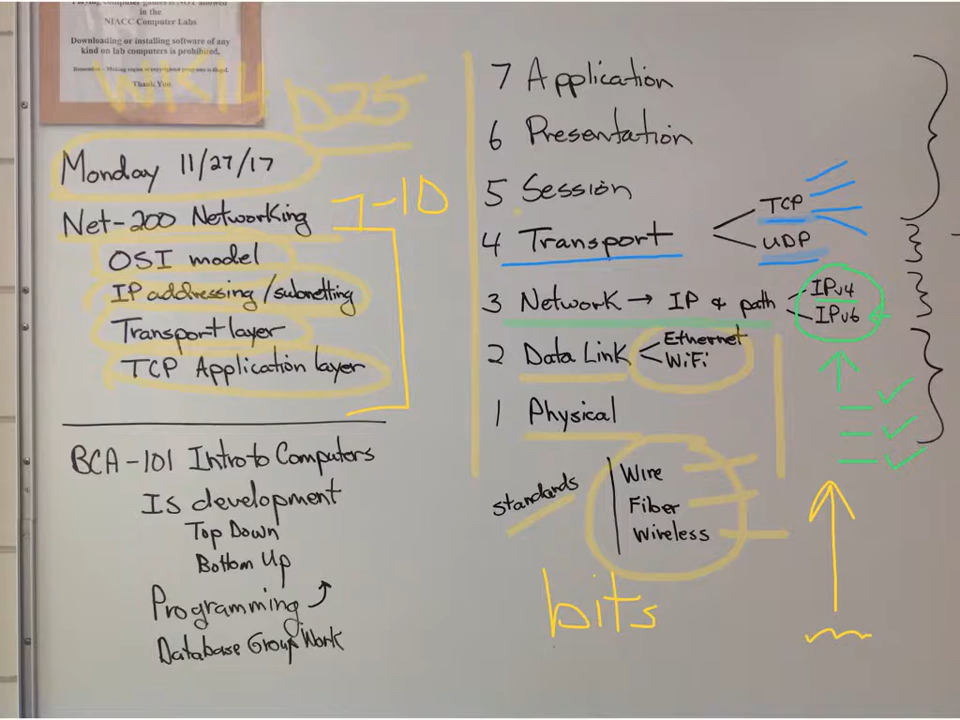 Playing computer games is NOT allowed
in the
NIACC Computer Labs
Downloading or installing software of any
kind on lab computers is prohibited.
Thank You
WK14 D25
Monday 11/27/17
Net-200 Networking
7-10
OSI model
IP addressing/subnetting
Transport layer
TCP Application layer
BCA-101 Intro to Computers
Is development
Top Down
Bottom Up
Programming
Database Group Work
7 Application
6 Presentation
5 Session
4 Transport
TCP
UDP
3 Network → IP & path
IPv4
IPv6
2 Data Link
Ethernet
WiFi
1 Physical
standards
Wire
Fiber
Wireless
bits